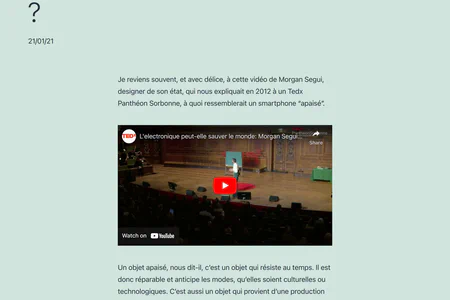 ?
21/01/21
Je reviens souvent, et avec délice, à cette vidéo de Morgan Segui,
designer de son état, qui nous expliquait en 2012 à un Tedx
Panthéon Sorbonne, à quoi ressemblerait un smartphone “apaisé”.
TEDx
L'electronique peut-elle sauver le monde: Morgan Segui...
Share
Watch on YouTube
Un objet apaisé, nous dit-il, c'est un objet qui résiste au temps. Il est
donc réparable et anticipe les modes, qu'elles soient culturelles ou
technologiques. C'est aussi un objet qui provient d'une production